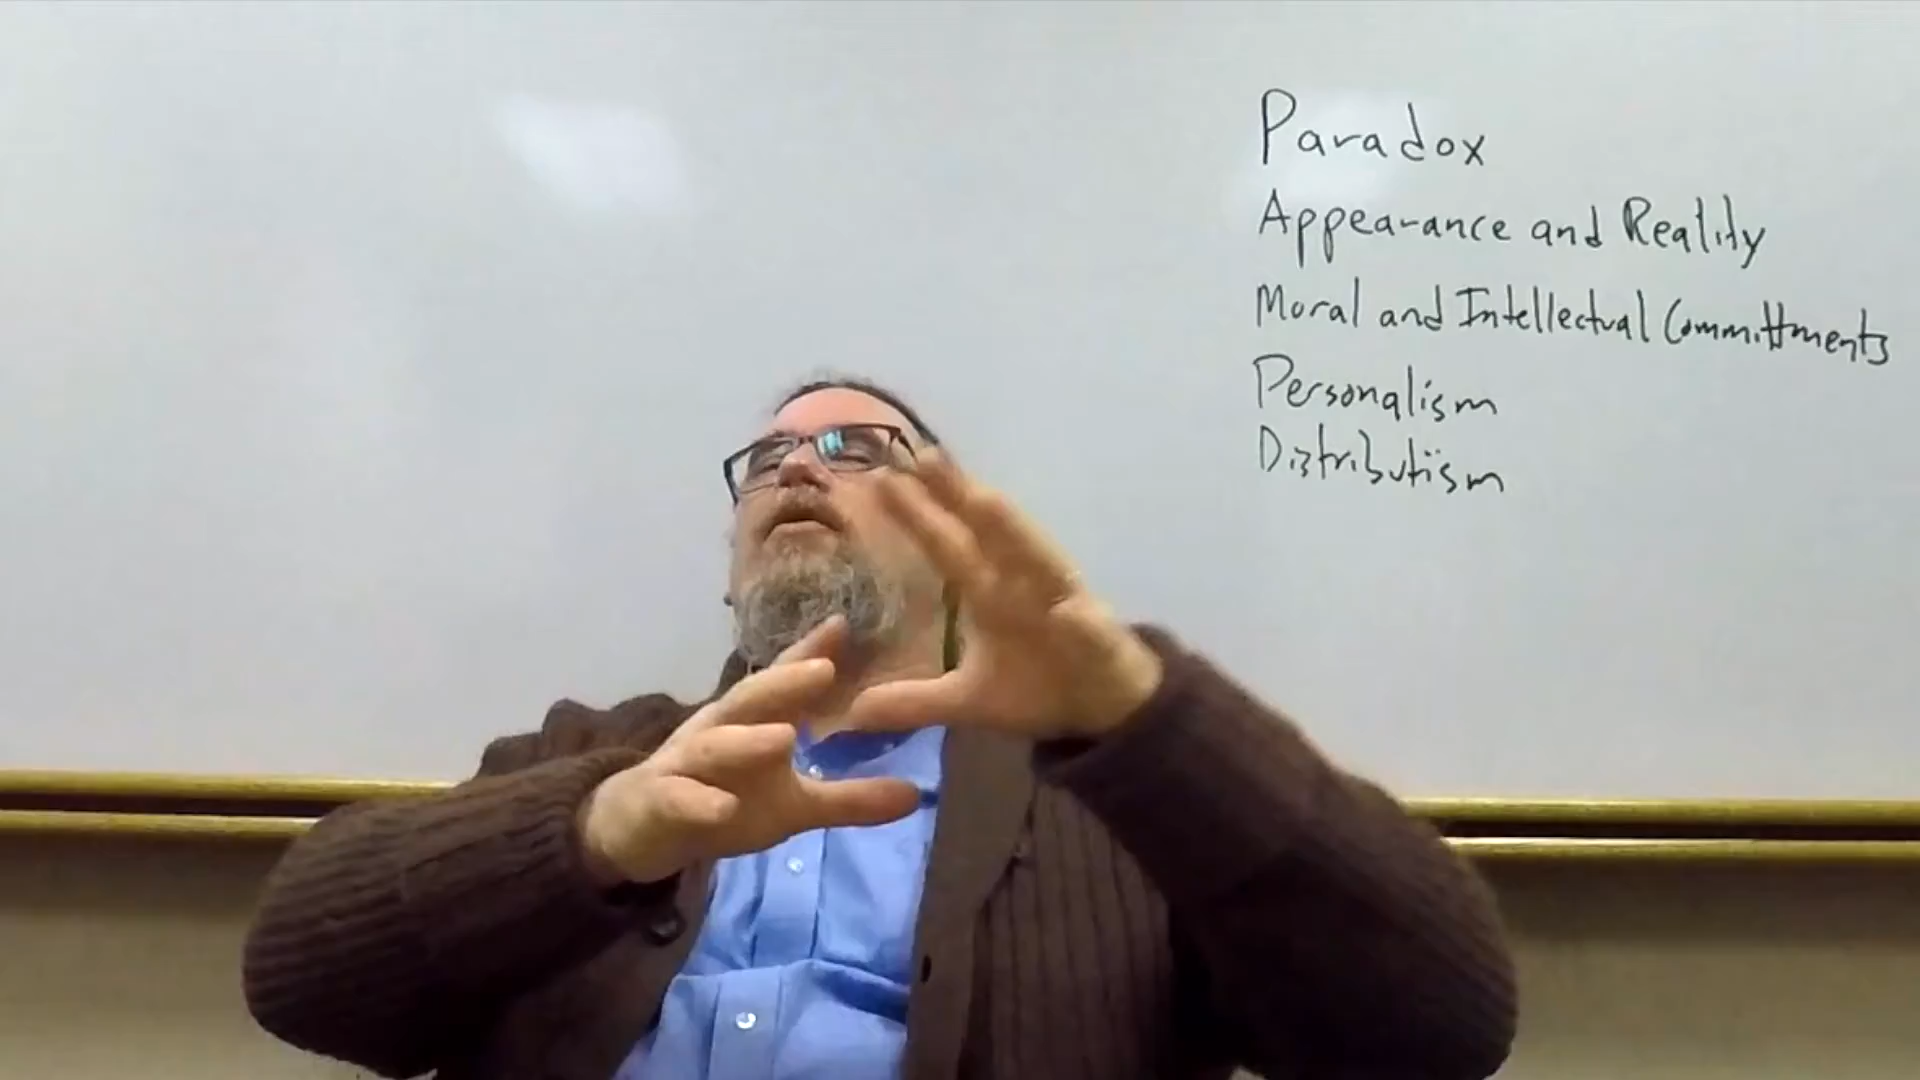 Paradox
Appearance and Reality
Moral and Intellectual Committments
Personalism
Distributism